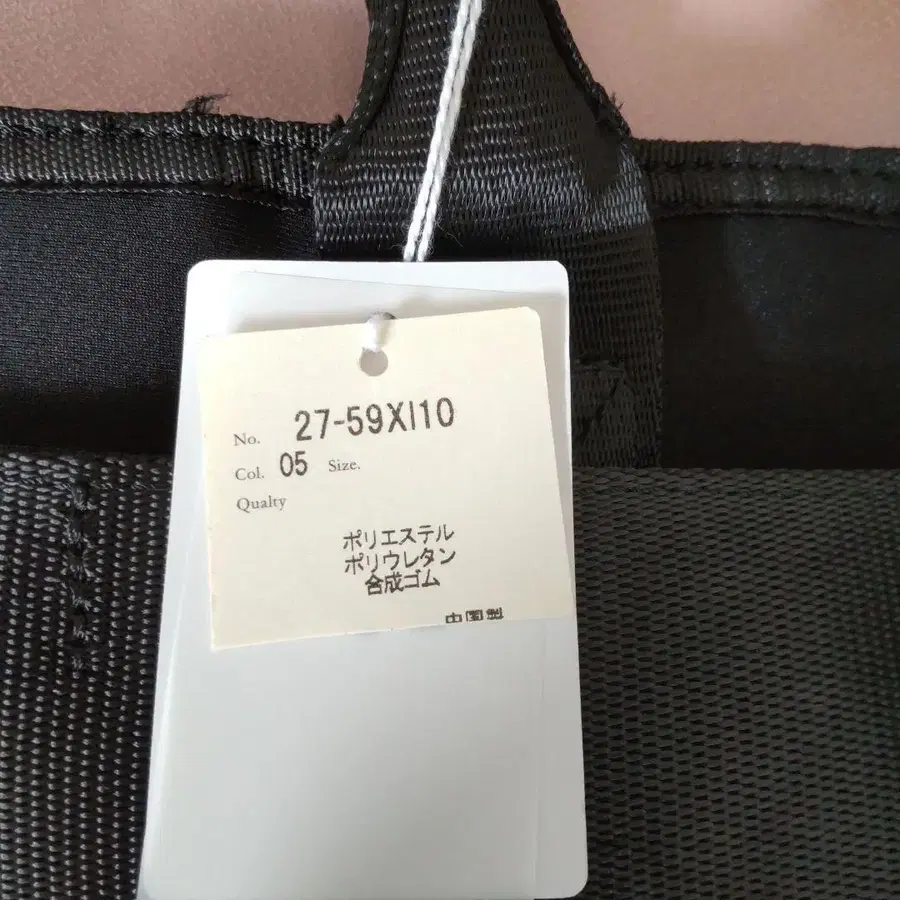 No. 27-59XI10
Col. 05 Size.
Qualty
ポリエステル
ポリウレタン
合成ゴム
中国製